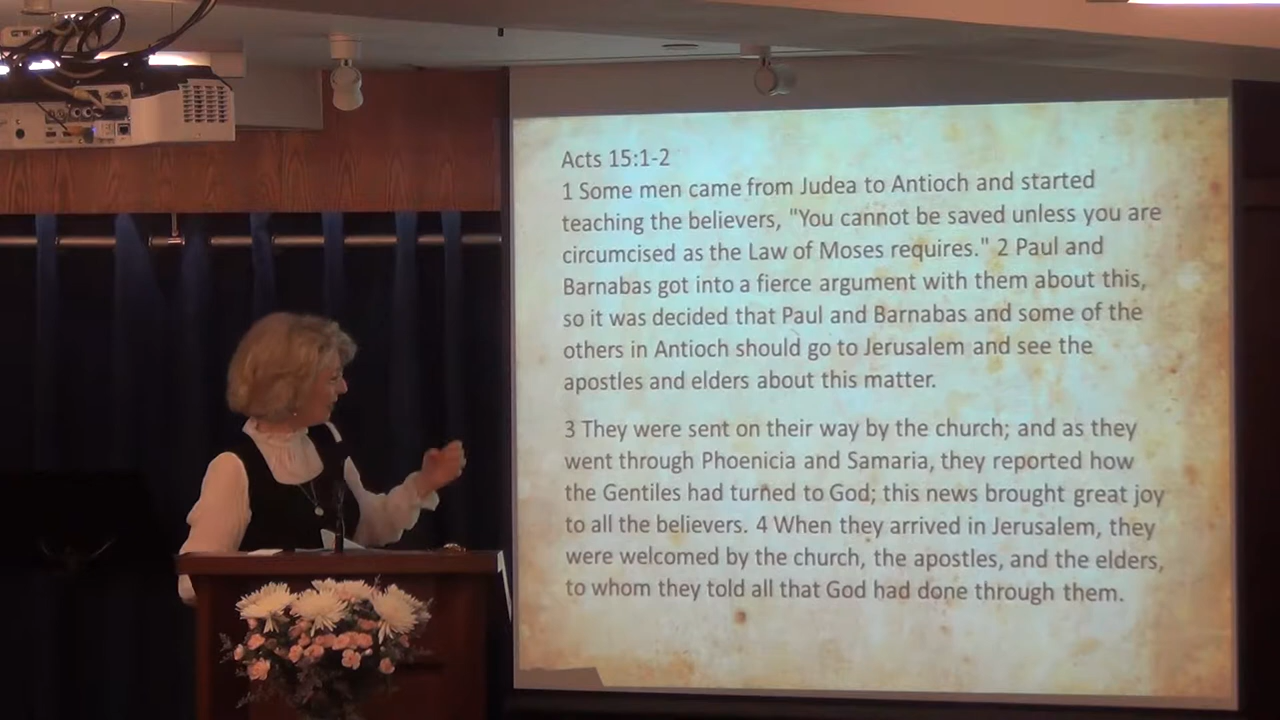 Acts 15:1-2
1 Some men came from Judea to Antioch and started
teaching the believers, "You cannot be saved unless you are
circumcised as the Law of Moses requires." 2 Paul and
Barnabas got into a fierce argument with them about this,
so it was decided that Paul and Barnabas and some of the
others in Antioch should go to Jerusalem and see the
apostles and elders about this matter.
3 They were sent on their way by the church; and as they
went through Phoenicia and Samaria, they reported how
the Gentiles had turned to God; this news brought great joy
to all the believers. 4 When they arrived in Jerusalem, they
were welcomed by the church, the apostles, and the elders,
to whom they told all that God had done through them.